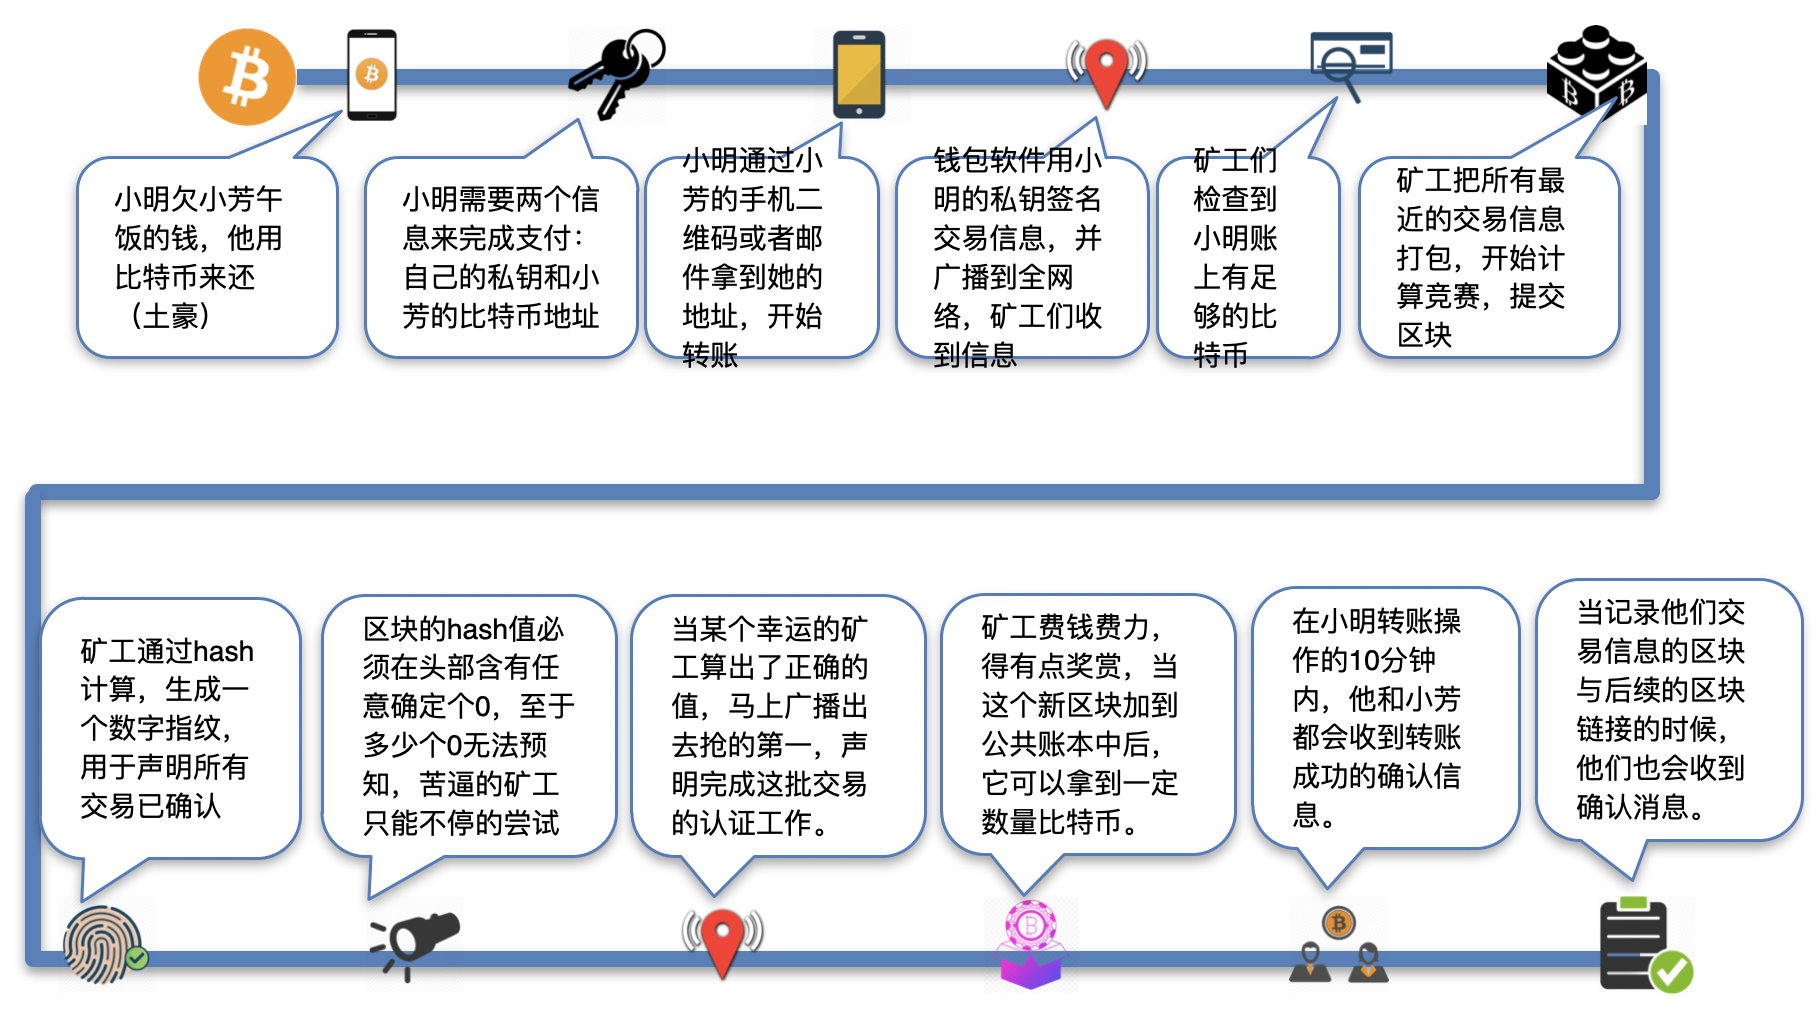 小明欠小芳午
饭的钱，他用
比特币来还
（土豪）
小明需要两个信
息来完成支付：
自己的私钥和小
芳的比特币地址
小明通过小
芳的手机二
维码或者邮
件拿到她的
地址，开始
转账
钱包软件用小
明的私钥签名
交易信息，并
广播到全网
络，矿工们收
到信息
矿工们
检查到
小明账
上有足
够的比
特币
矿工把所有最
近的交易信息
打包，开始计
算竞赛，提交
区块
矿工通过hash
计算，生成一
个数字指纹，
用于声明所有
交易已确认
区块的hash值必
须在头部含有任
意确定个0，至于
多少个0无法预
知，苦逼的矿工
只能不停的尝试
当某个幸运的矿
工算出了正确的
值，马上广播出
去抢的第一，声
明完成这批交易
的认证工作。
矿工费钱费力，
得有点奖赏，当
这个新区块加到
公共账本中后，
它可以拿到一定
数量比特币。
在小明转账操
作的10分钟
内，他和小芳
都会收到转账
成功的确认信
息。
当记录他们交
易信息的区块
与后续的区块
链接的时候，
他们也会收到
确认消息。